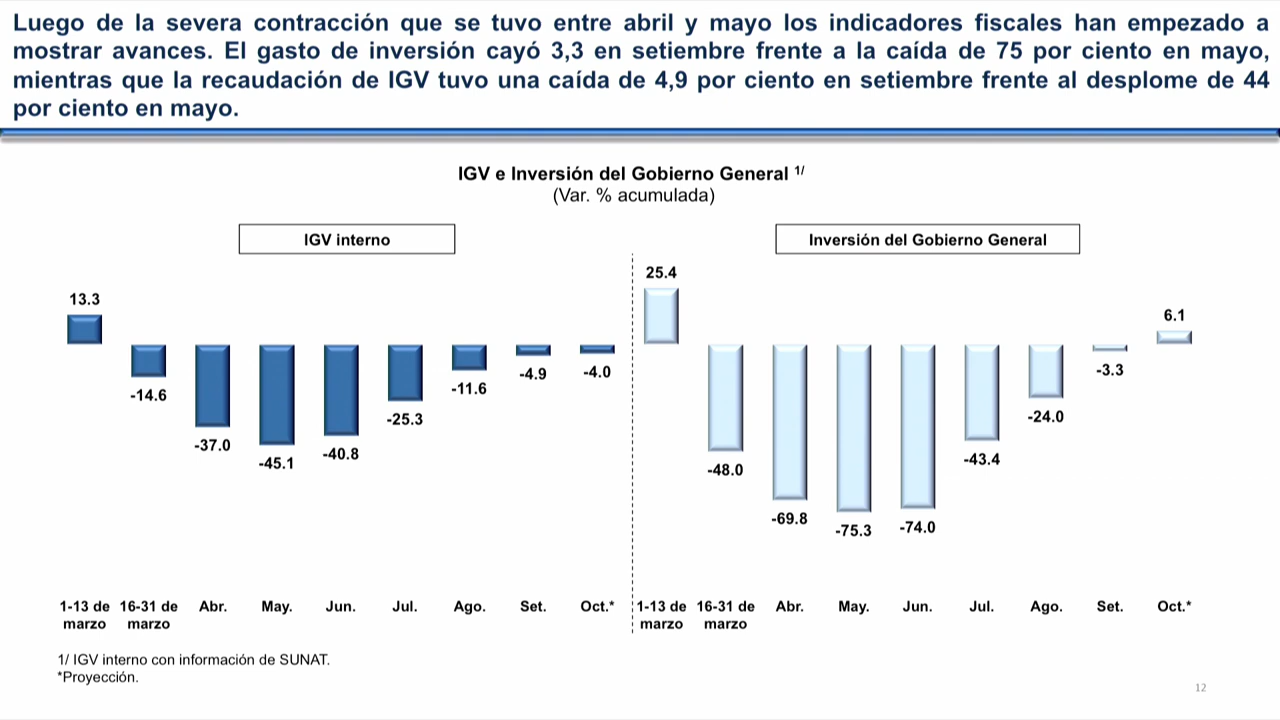 Luego de la severa contracción que se tuvo entre abril y mayo los indicadores fiscales han empezado a
mostrar avances. El gasto de inversión cayó 3,3 en setiembre frente a la caída de 75 por ciento en mayo,
mientras que la recaudación de IGV tuvo una caída de 4,9 por ciento en setiembre frente al desplome de 44
por ciento en mayo.
IGV e Inversión del Gobierno General 1/
(Var. % acumulada)
IGV interno
13.3
-14.6
-37.0
-45.1
-40.8
-25.3
-11.6
-4.9
-4.0
1-13 de marzo
16-31 de marzo
Abr.
May.
Jun.
Jul.
Ago.
Set.
Oct.*
Inversión del Gobierno General
25.4
-48.0
-69.8
-75.3
-74.0
-43.4
-24.0
-3.3
6.1
1-13 de marzo
16-31 de marzo
Abr.
May.
Jun.
Jul.
Ago.
Set.
Oct.*
1/ IGV interno con información de SUNAT.
*Proyección.
12